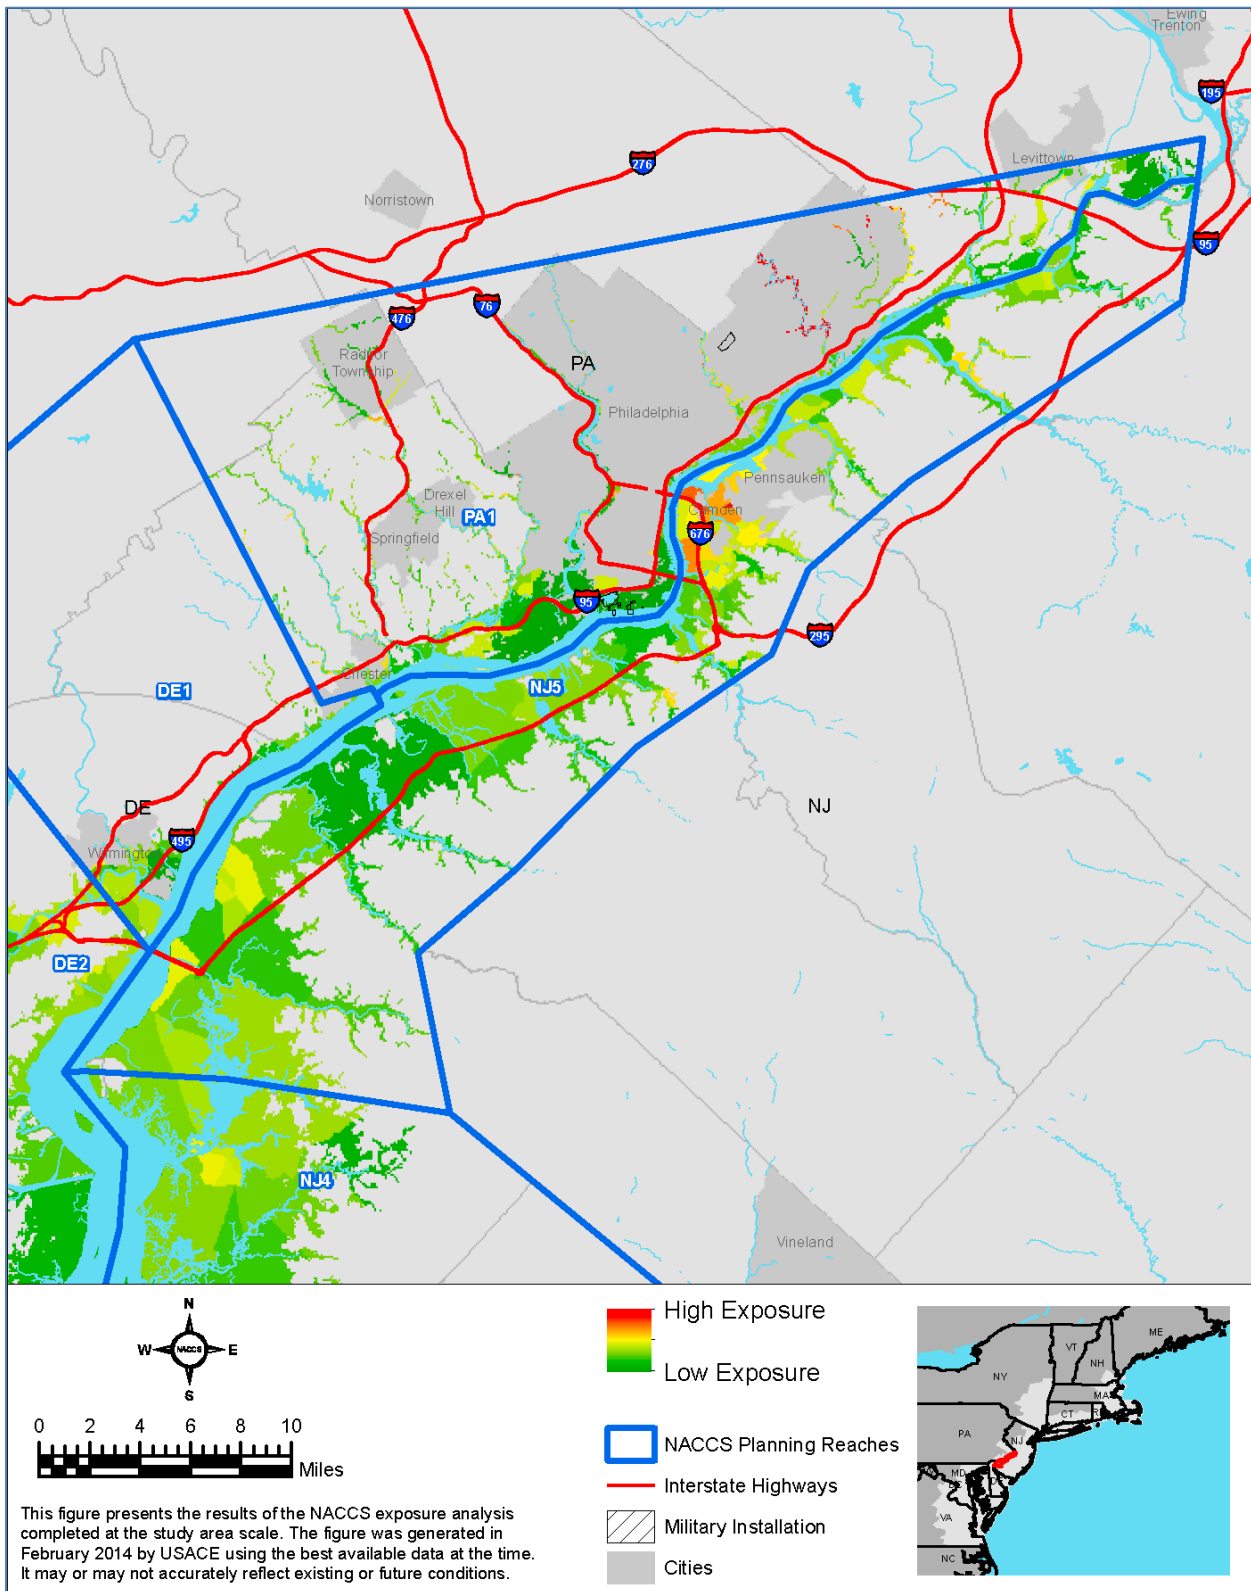 Ewing
Trenton
195
Levittown
276
Norristown
95
76
476
Radnor
Township
PA
Philadelphia
Pennsauken
Drexel
Hill
PA1
Camden
Springfield
676
95
295
Chester
NJ5
DE1
DE
NJ
495
Wilmington
DE2
NJ4
Vineland
N
W
NACCS
E
S
0 2 4 6 8 10
Miles
This figure presents the results of the NACCS exposure analysis
completed at the study area scale. The figure was generated in
February 2014 by USACE using the best available data at the time.
It may or may not accurately reflect existing or future conditions.
High Exposure
Low Exposure
NACCS Planning Reaches
Interstate Highways
Military Installation
Cities
ME
VT
NH
NY
MA
CT
PA
NJ
MD
VA
NC